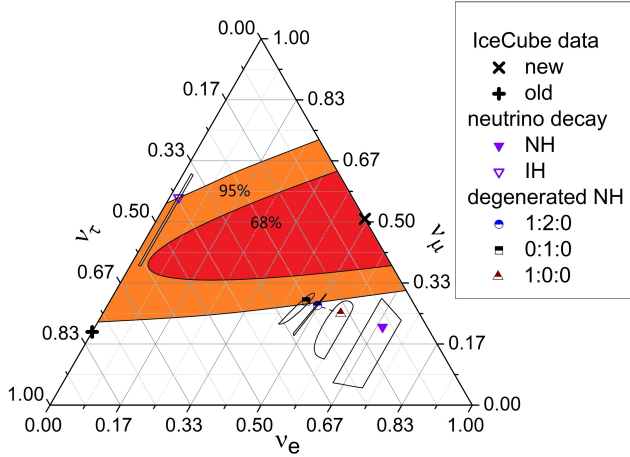 0.00 1.00
0.17 0.83
0.33 0.67
0.50 0.50
0.67 0.33
0.83 0.17
1.00 0.00
0.00 0.17 0.33 0.50 0.67 0.83 1.00
ντ
νμ
νe
95%
68%
IceCube data
new
old
neutrino decay
NH
IH
degenerated NH
1:2:0
0:1:0
1:0:0